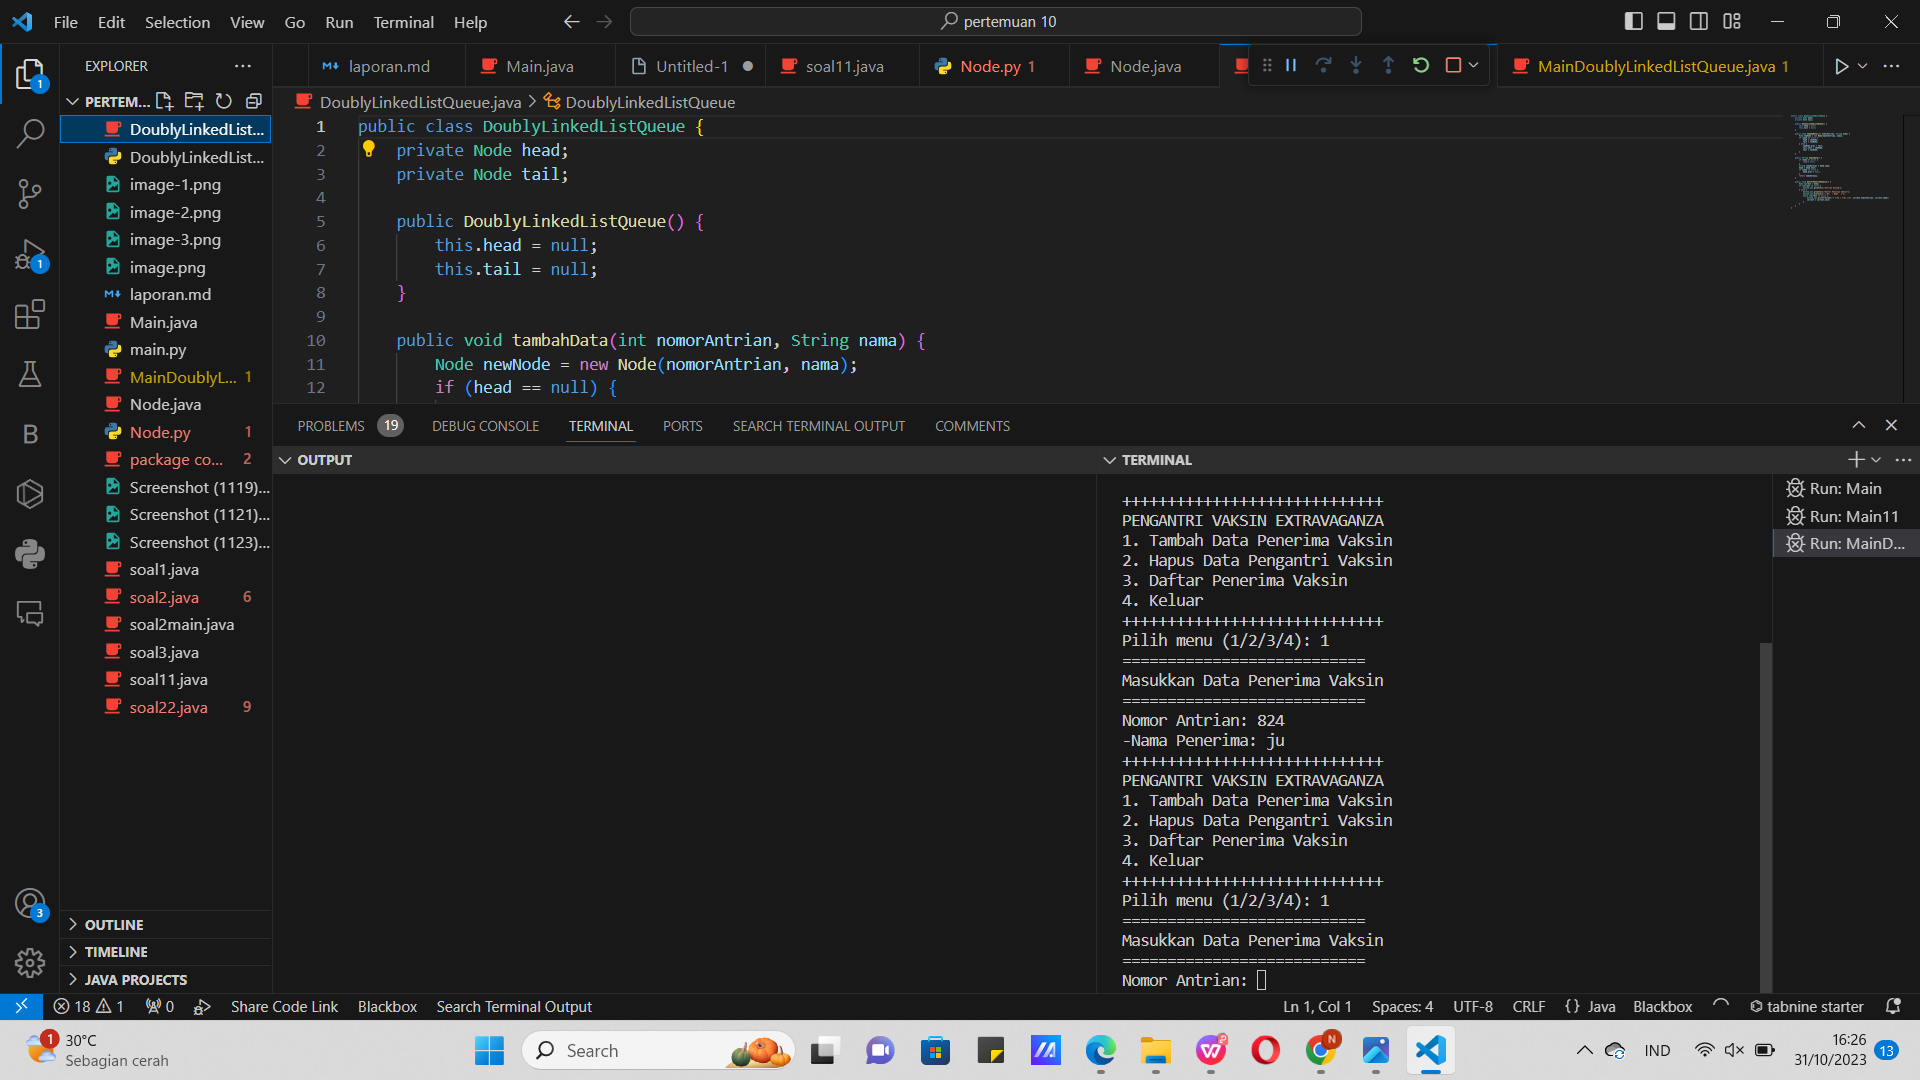 File Edit Selection View Go Run Terminal Help
pertemuan 10
EXPLORER
laporan.md
Main.java
Untitled-1
soal11.java
Node.py 1
Node.java
MainDoublyLinkedListQueue.java 1
PERTEM...
DoublyLinkedListQueue.java > DoublyLinkedListQueue
DoublyLinkedList...
DoublyLinkedList...
image-1.png
image-2.png
image-3.png
image.png
laporan.md
Main.java
main.py
MainDoublyL... 1
Node.java
Node.py 1
package co... 2
Screenshot (1119)...
Screenshot (1121)...
Screenshot (1123)...
soal1.java
soal2.java 6
soal2main.java
soal3.java
soal11.java
soal22.java 9
OUTLINE
TIMELINE
JAVA PROJECTS
1 public class DoublyLinkedListQueue {
2 private Node head;
3 private Node tail;
4
5 public DoublyLinkedListQueue() {
6 this.head = null;
7 this.tail = null;
8 }
9
10 public void tambahData(int nomorAntrian, String nama) {
11 Node newNode = new Node(nomorAntrian, nama);
12 if (head == null) {
PROBLEMS 19 DEBUG CONSOLE TERMINAL PORTS SEARCH TERMINAL OUTPUT COMMENTS
OUTPUT
TERMINAL
+++++++++++++++++++++++++++++
PENGANTRI VAKSIN EXTRAVAGANZA
1. Tambah Data Penerima Vaksin
2. Hapus Data Pengantri Vaksin
3. Daftar Penerima Vaksin
4. Keluar
+++++++++++++++++++++++++++++
Pilih menu (1/2/3/4): 1
===========================
Masukkan Data Penerima Vaksin
===========================
Nomor Antrian: 824
-Nama Penerima: ju
+++++++++++++++++++++++++++++
PENGANTRI VAKSIN EXTRAVAGANZA
1. Tambah Data Penerima Vaksin
2. Hapus Data Pengantri Vaksin
3. Daftar Penerima Vaksin
4. Keluar
+++++++++++++++++++++++++++++
Pilih menu (1/2/3/4): 1
===========================
Masukkan Data Penerima Vaksin
===========================
Nomor Antrian:
Run: Main
Run: Main11
Run: MainD...
1
1
B
3
18 1 0 Share Code Link Blackbox Search Terminal Output
Ln 1, Col 1 Spaces: 4 UTF-8 CRLF {} Java Blackbox tabnine starter
1
30°C
Sebagian cerah
Search
N
IND
16:26
31/10/2023
13